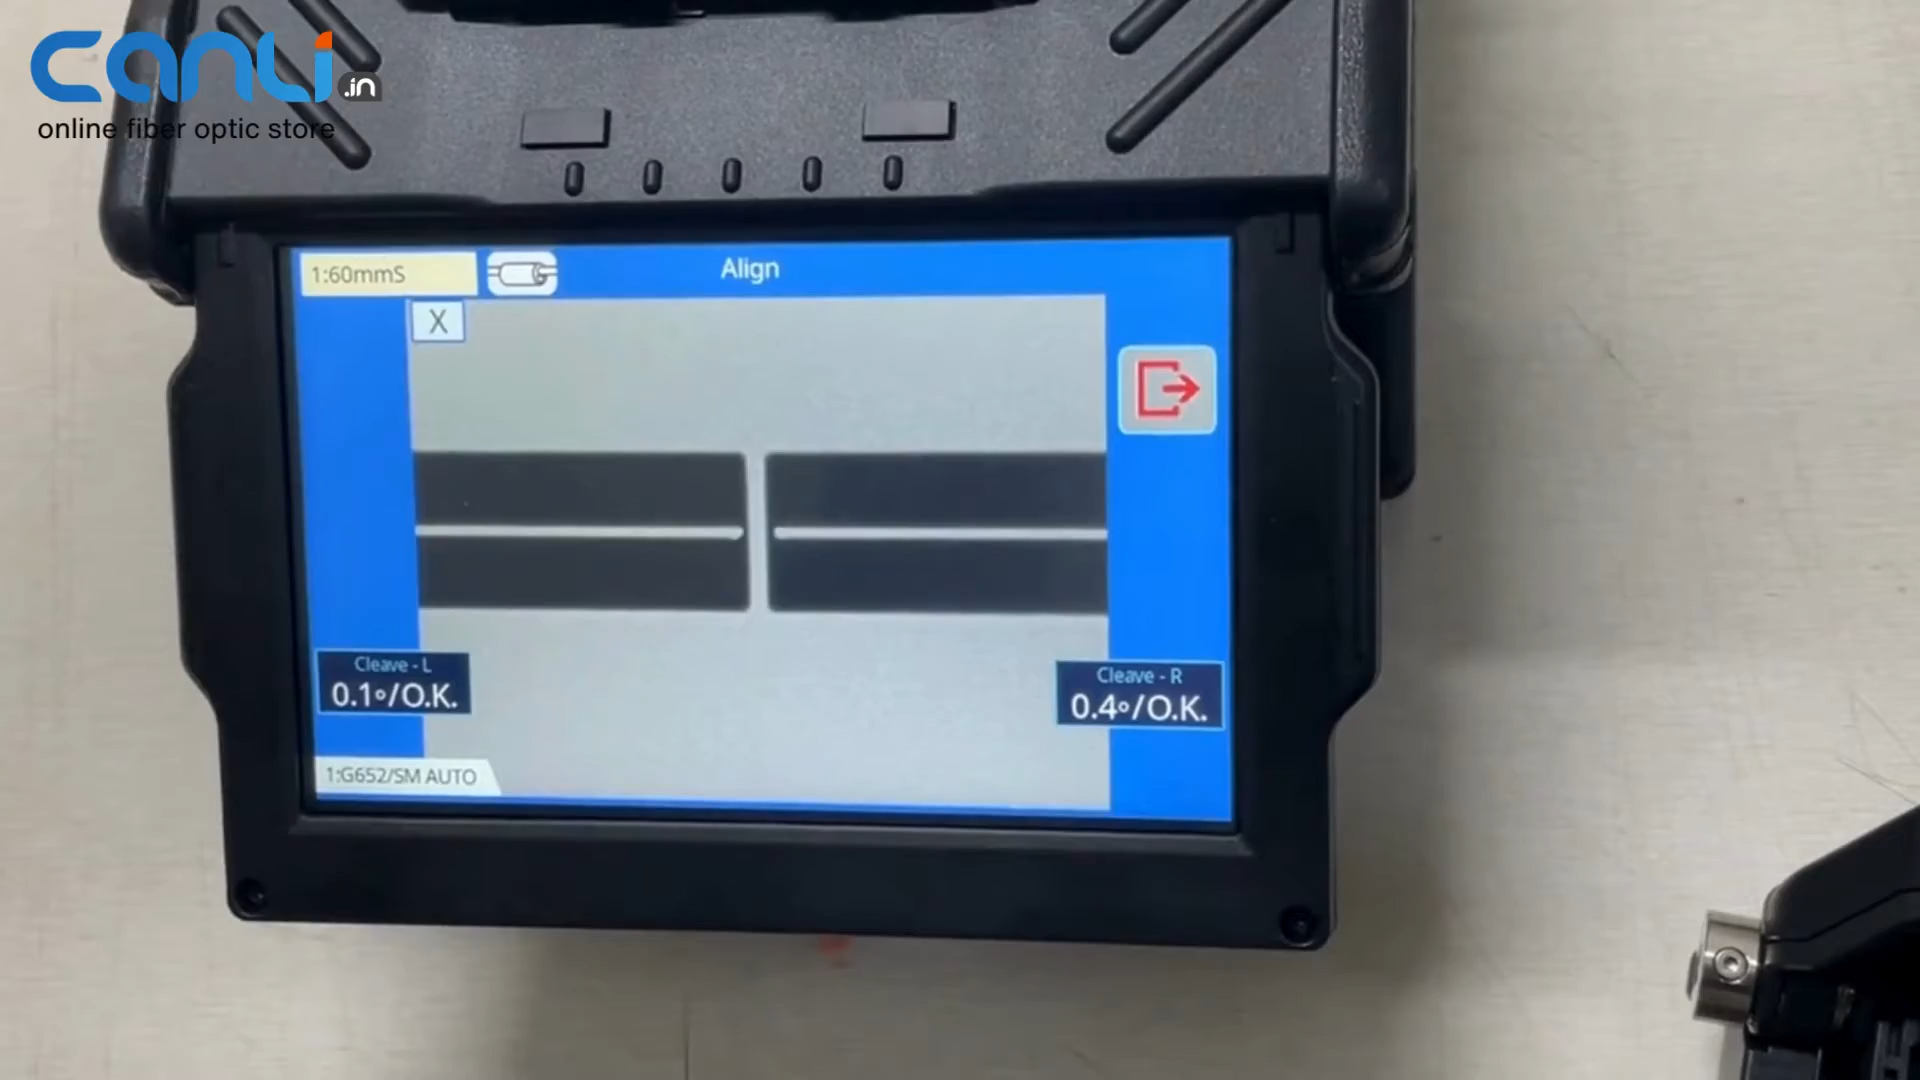 canli.in
online fiber optic store
1:60mmS
Align
X
Cleave - L
0.1°/O.K.
Cleave - R
0.4°/O.K.
1:G652/SM AUTO